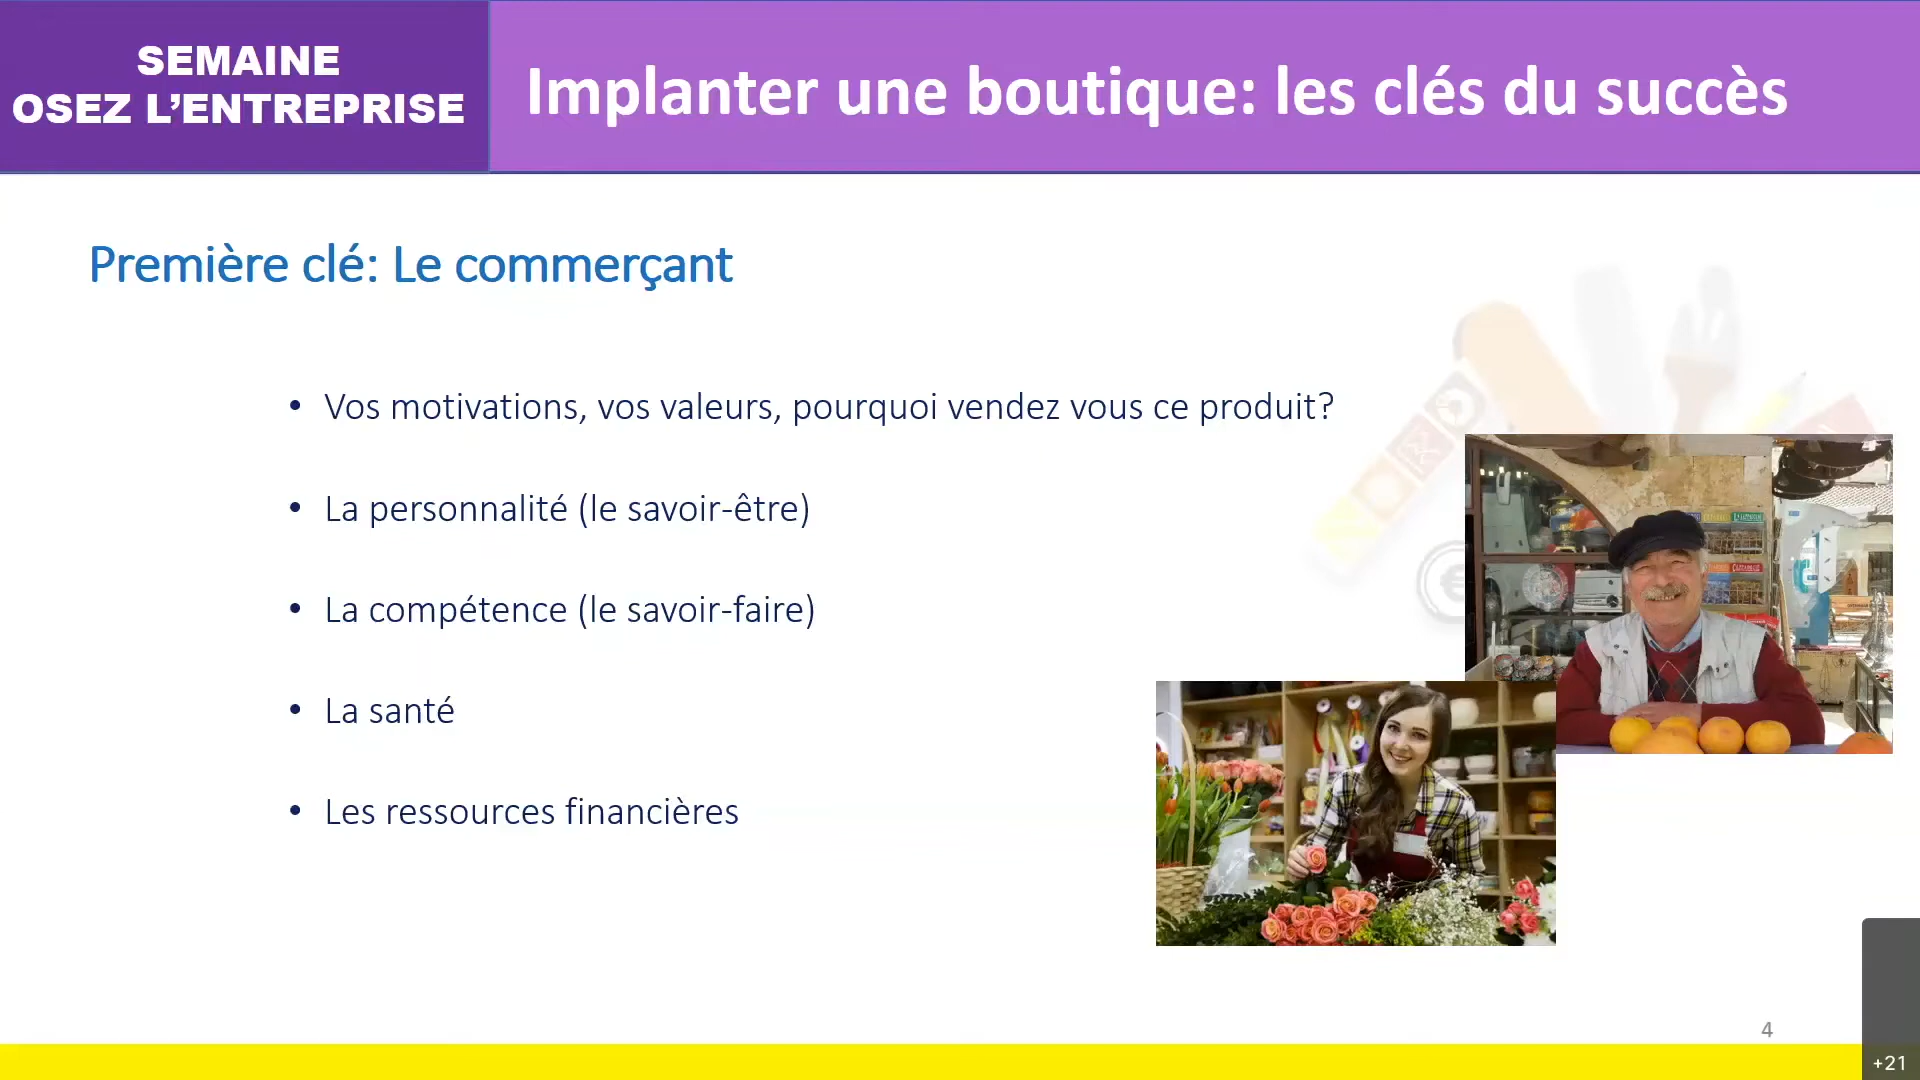 SEMAINE
OSEZ L’ENTREPRISE
Implanter une boutique: les clés du succès
Première clé: Le commerçant
• Vos motivations, vos valeurs, pourquoi vendez vous ce produit?
• La personnalité (le savoir-être)
• La compétence (le savoir-faire)
• La santé
• Les ressources financières
4
+21